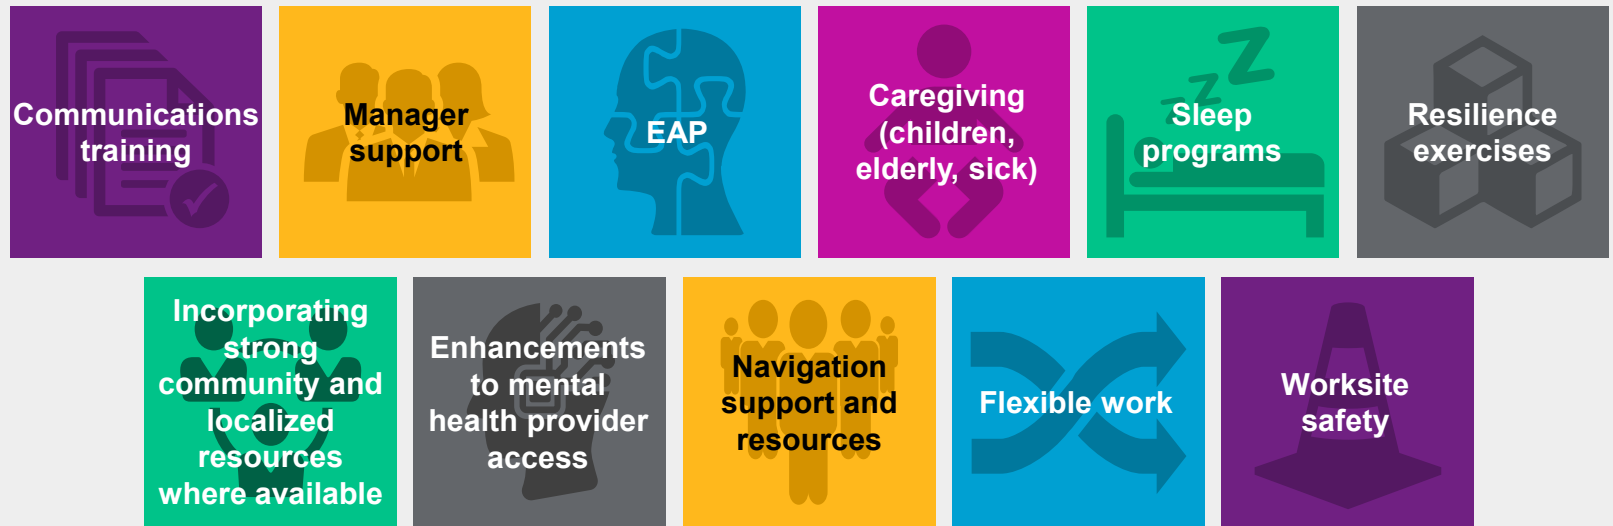 Communications
training
Manager
support
EAP
Caregiving
(children,
elderly, sick)
Sleep
programs
Resilience
exercises
Incorporating
strong
community and
localized
resources
where available
Enhancements
to mental
health provider
access
Navigation
support and
resources
Flexible work
Worksite
safety